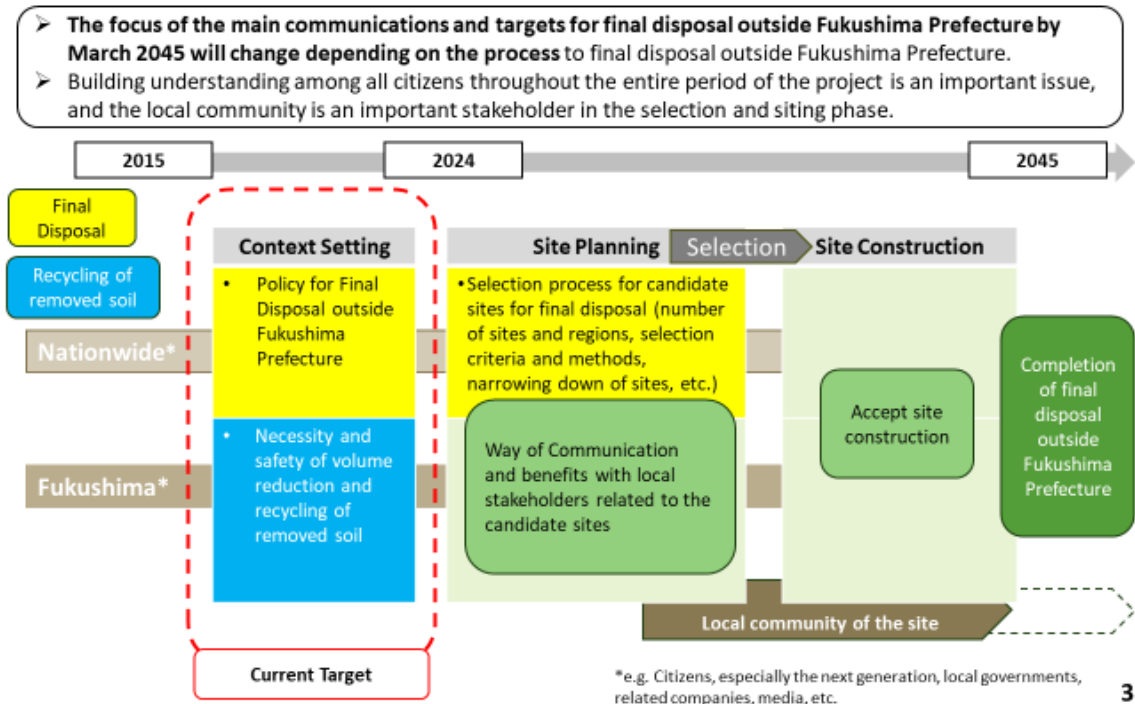 ➢ The focus of the main communications and targets for final disposal outside Fukushima Prefecture by
March 2045 will change depending on the process to final disposal outside Fukushima Prefecture.
➢ Building understanding among all citizens throughout the entire period of the project is an important issue,
and the local community is an important stakeholder in the selection and siting phase.
2015
2024
2045
Final
Disposal
Recycling of
removed soil
Context Setting
Site Planning
Selection
Site Construction
• Policy for Final
Disposal outside
Fukushima
Prefecture
•Selection process for candidate
sites for final disposal (number
of sites and regions, selection
criteria and methods,
narrowing down of sites, etc.)
Nationwide*
• Necessity and
safety of volume
reduction and
recycling of
removed soil
Way of Communication
and benefits with local
stakeholders related to the
candidate sites
Accept site
construction
Completion
of final
disposal
outside
Fukushima
Prefecture
Fukushima*
Local community of the site
Current Target
*e.g. Citizens, especially the next generation, local governments,
related companies, media, etc.
3